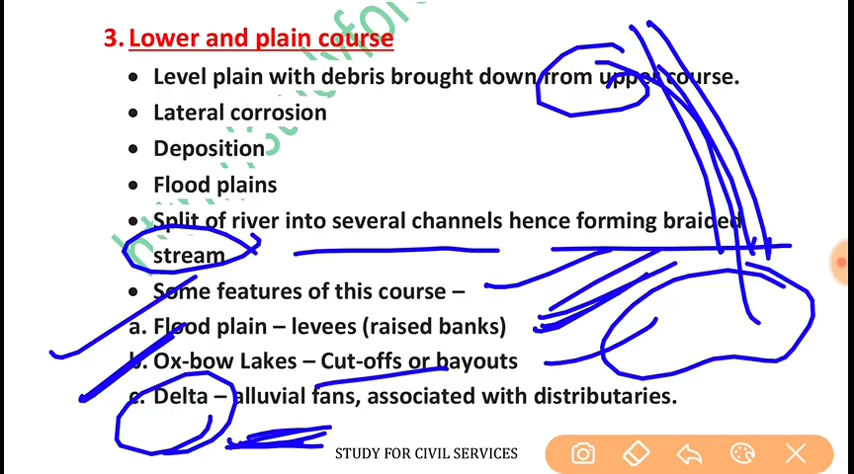 3. Lower and plain course
• Level plain with debris brought down from upper course.
• Lateral corrosion
• Deposition
• Flood plains
• Split of river into several channels hence forming braided
stream
• Some features of this course –
a. Flood plain – levees (raised banks)
b. Ox-bow Lakes – Cut-offs or bayouts
c. Delta – alluvial fans, associated with distributaries.
STUDY FOR CIVIL SERVICES